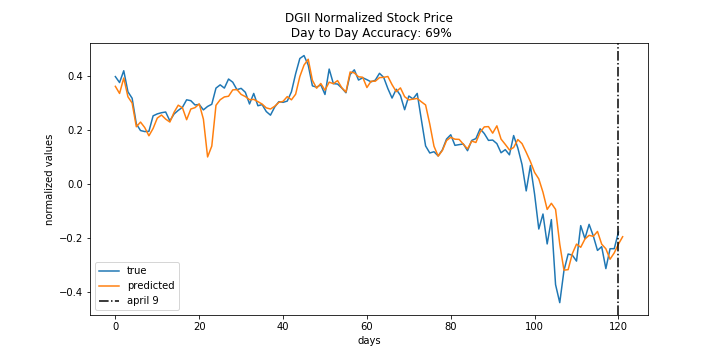 DGII Normalized Stock Price
Day to Day Accuracy: 69%
normalized values
0.4
0.2
0.0
−0.2
−0.4
true
predicted
april 9
0
20
40
60
80
100
120
days